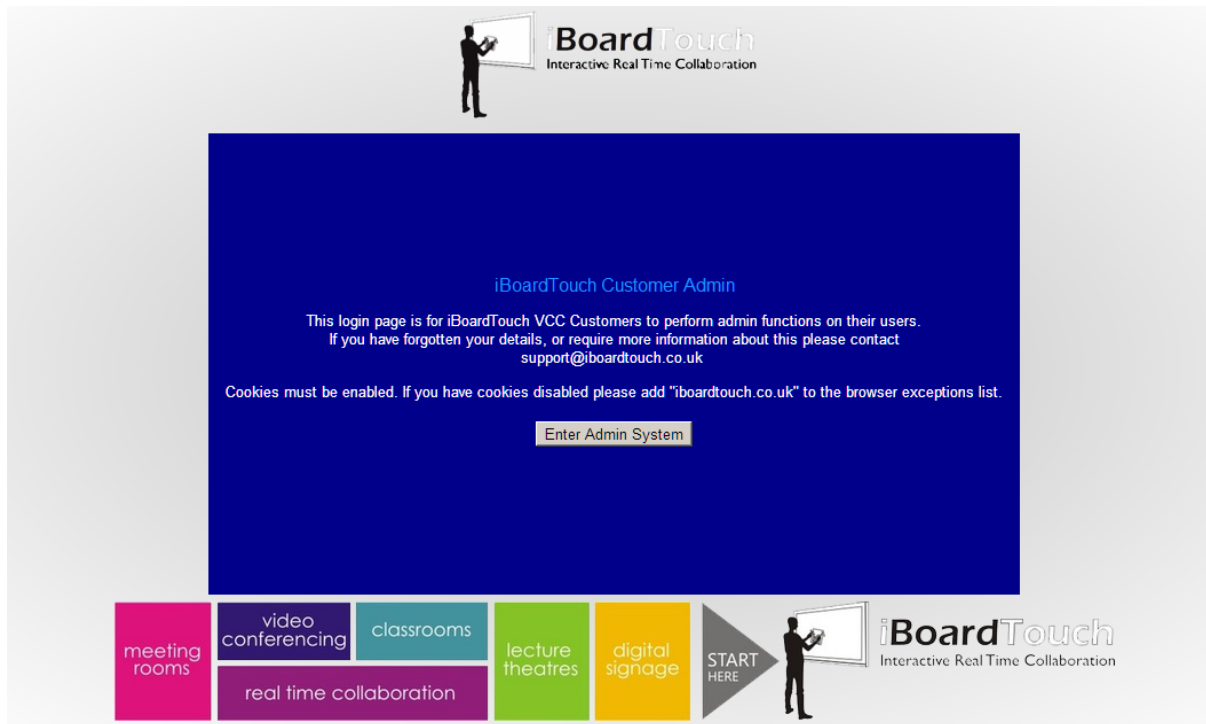 iBoardTouch
Interactive Real Time Collaboration
iBoardTouch Customer Admin
This login page is for iBoardTouch VCC Customers to perform admin functions on their users.
If you have forgotten your details, or require more information about this please contact
support@iboardtouch.co.uk
Cookies must be enabled. If you have cookies disabled please add "iboardtouch.co.uk" to the browser exceptions list.
Enter Admin System
meeting
rooms
video
conferencing
classrooms
real time collaboration
lecture
theatres
digital
signage
START
HERE
iBoardTouch
Interactive Real Time Collaboration